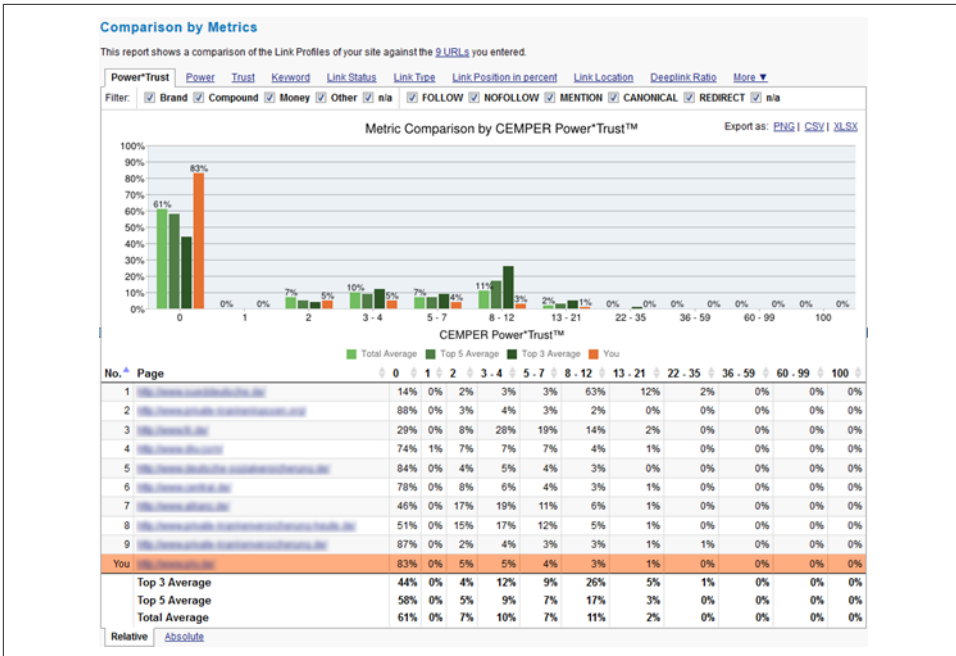 Comparison by Metrics
This report shows a comparison of the Link Profiles of your site against the 9 URLs you entered.
Power*Trust Power Trust Keyword Link Status Link Type Link Position in percent Link Location Deeplink Ratio More ▼
Filter: Brand Compound Money Other n/a FOLLOW NOFOLLOW MENTION CANONICAL REDIRECT n/a
Metric Comparison by CEMPER Power*Trust™ Export as: PNG | CSV | XLSX
100%
90%
80%
70%
60%
50%
40%
30%
20%
10%
0%
61% 83% 0% 0% 7% 5% 10% 5% 7% 4% 11% 3% 2% 1% 0% 0% 0% 0% 0% 0% 0% 0%
0 1 2 3 - 4 5 - 7 8 - 12 13 - 21 22 - 35 36 - 59 60 - 99 100
CEMPER Power*Trust™
Total Average Top 5 Average Top 3 Average You
No. Page 0 1 2 3 - 4 5 - 7 8 - 12 13 - 21 22 - 35 36 - 59 60 - 99 100
1 14% 0% 2% 3% 3% 63% 12% 2% 0% 0% 0%
2 88% 0% 3% 4% 3% 2% 0% 0% 0% 0% 0%
3 29% 0% 8% 28% 19% 14% 2% 0% 0% 0% 0%
4 74% 1% 7% 7% 7% 4% 1% 0% 0% 0% 0%
5 84% 0% 4% 5% 4% 3% 0% 0% 0% 0% 0%
6 78% 0% 8% 6% 4% 3% 1% 0% 0% 0% 0%
7 46% 0% 17% 19% 11% 6% 1% 0% 0% 0% 0%
8 51% 0% 15% 17% 12% 5% 1% 0% 0% 0% 0%
9 87% 0% 2% 4% 3% 3% 1% 1% 0% 0% 0%
You 83% 0% 5% 5% 4% 3% 1% 0% 0% 0% 0%
Top 3 Average 44% 0% 4% 12% 9% 26% 5% 1% 0% 0% 0%
Top 5 Average 58% 0% 5% 9% 7% 17% 3% 0% 0% 0% 0%
Total Average 61% 0% 7% 10% 7% 11% 2% 0% 0% 0% 0%
Relative Absolute